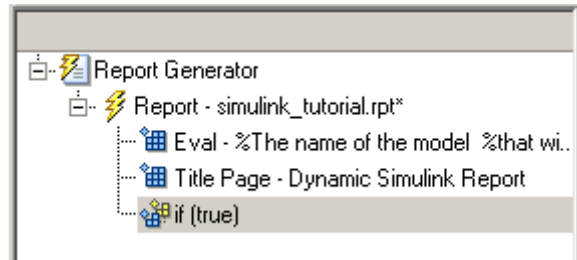 Report Generator
Report - simulink_tutorial.rpt*
Eval - %The name of the model  %that wi..
Title Page - Dynamic Simulink Report
if (true)